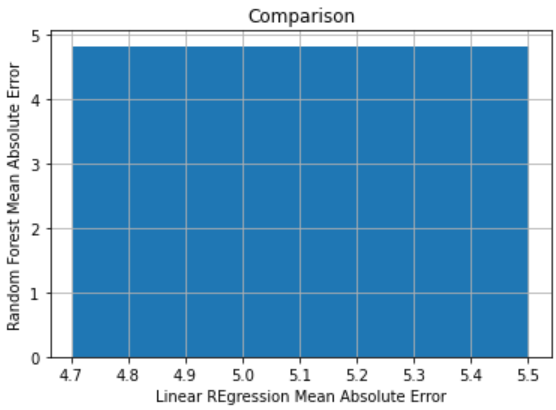 Comparison
Random Forest Mean Absolute Error
5
4
3
2
1
0
4.7 4.8 4.9 5.0 5.1 5.2 5.3 5.4 5.5
Linear REgression Mean Absolute Error